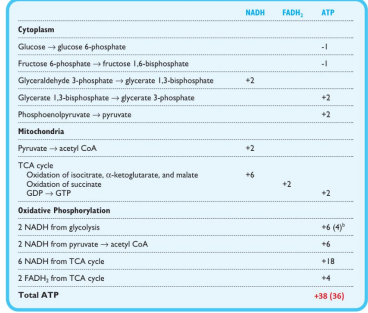 NADH FADH₂ ATP
Cytoplasm
Glucose → glucose 6-phosphate -1
Fructose 6-phosphate → fructose 1,6-bisphosphate -1
Glyceraldehyde 3-phosphate → glycerate 1,3-bisphosphate +2
Glycerate 1,3-bisphosphate → glycerate 3-phosphate +2
Phosphoenolpyruvate → pyruvate +2
Mitochondria
Pyruvate → acetyl CoA +2
TCA cycle
Oxidation of isocitrate, α-ketoglutarate, and malate +6
Oxidation of succinate +2
GDP → GTP +2
Oxidative Phosphorylation
2 NADH from glycolysis +6 (4)ᵇ
2 NADH from pyruvate → acetyl CoA +6
6 NADH from TCA cycle +18
2 FADH₂ from TCA cycle +4
Total ATP +38 (36)